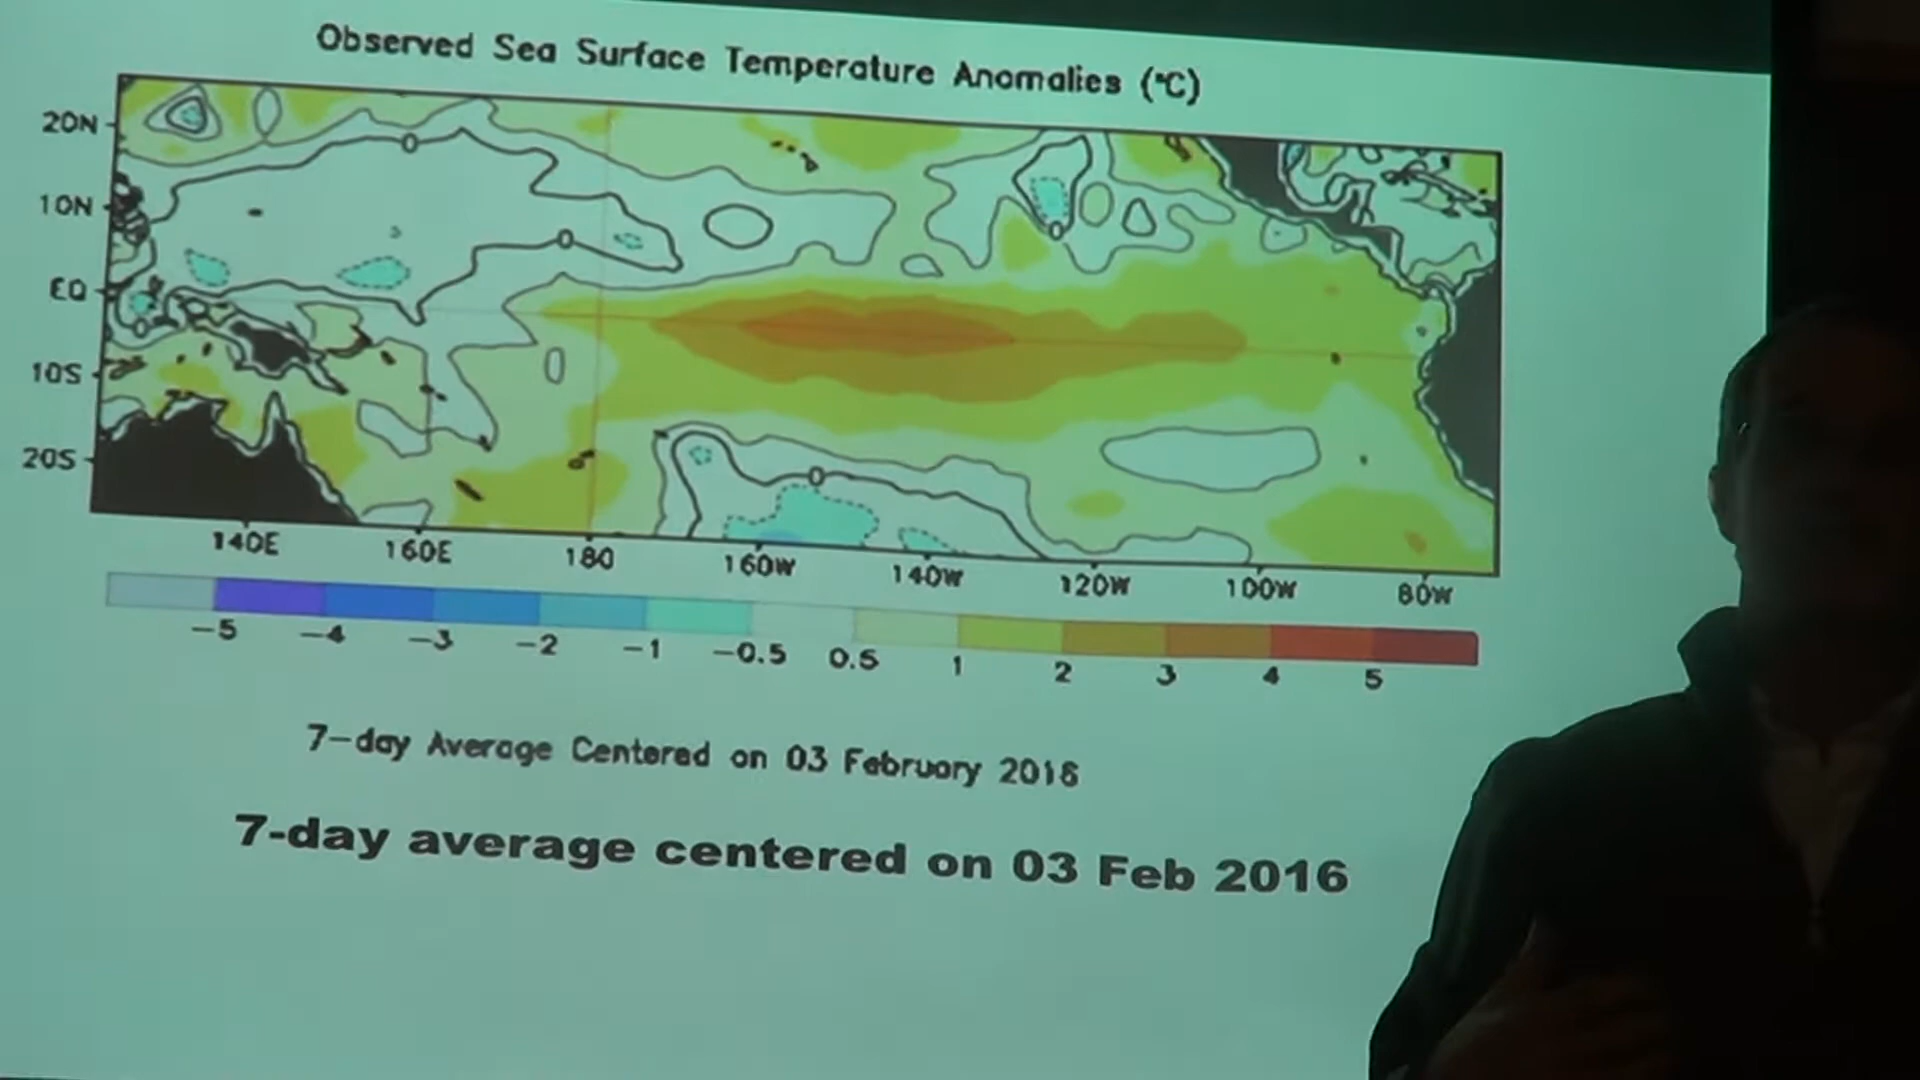 Observed Sea Surface Temperature Anomalies (°C)
20N
10N
EQ
10S
20S
0
0
0
0
0
140E 160E 180 160W 140W 120W 100W 80W
-5 -4 -3 -2 -1 -0.5 0.5 1 2 3 4 5
7-day Average Centered on 03 February 2016
7-day average centered on 03 Feb 2016